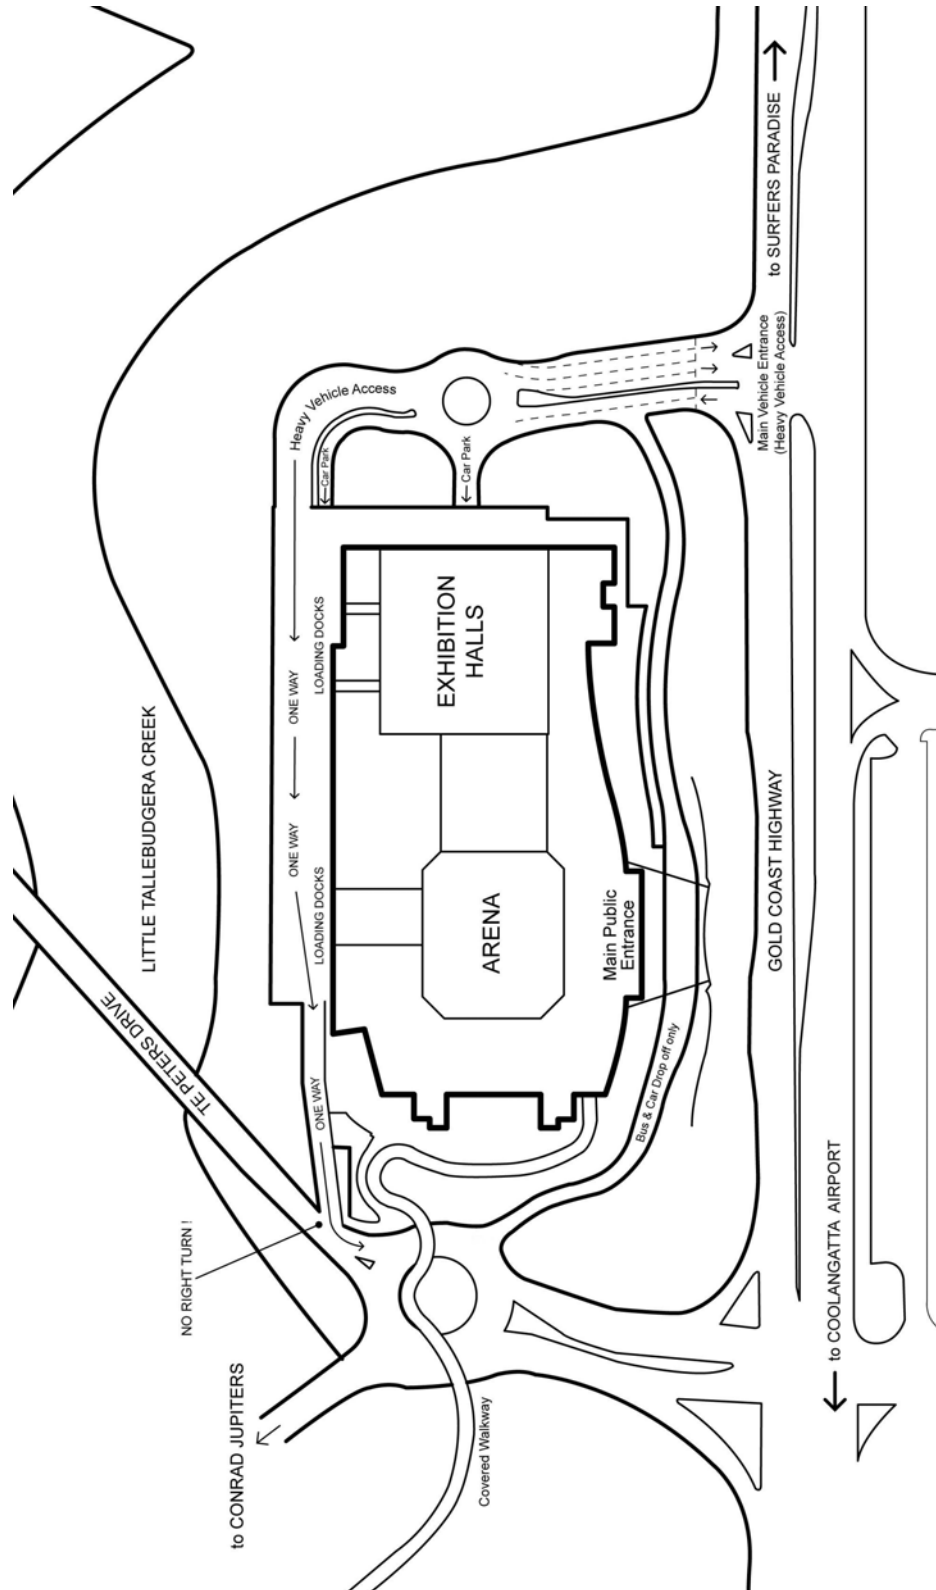 to SURFERS PARADISE
Main Vehicle Entrance
(Heavy Vehicle Access)
Heavy Vehicle Access
Car Park
Car Park
EXHIBITION
HALLS
LOADING DOCKS
ONE WAY
LITTLE TALLEBUDGERA CREEK
GOLD COAST HIGHWAY
ONE WAY
LOADING DOCKS
ARENA
Main Public
Entrance
TE PETERS DRIVE
ONE WAY
Bus & Car Drop off only
NO RIGHT TURN !
to COOLANGATTA AIRPORT
to CONRAD JUPITERS
Covered Walkway